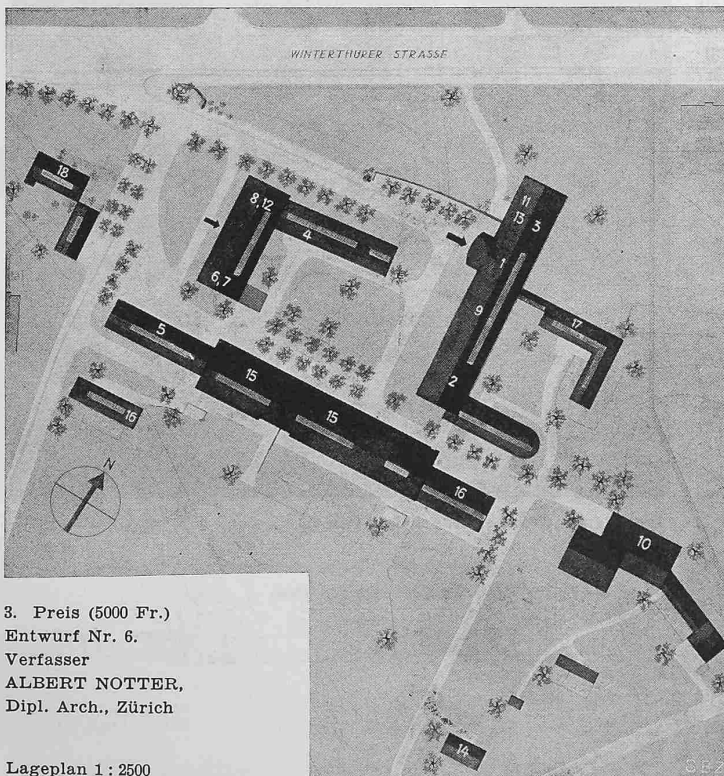 WINTERTHURER STRASSE
18
8,12
4
11
13
3
1
6,7
9
17
5
15
2
15
16
16
N
10
14
3. Preis (5000 Fr.)
Entwurf Nr. 6.
Verfasser
ALBERT NOTTER,
Dipl. Arch., Zürich
Lageplan 1 : 2500
SBZ